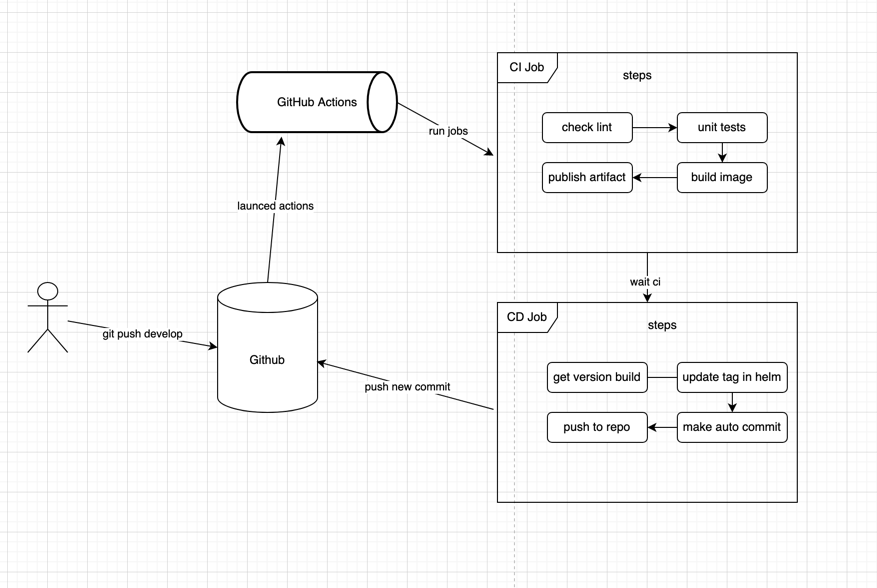 GitHub Actions
run jobs
CI Job
steps
check lint
unit tests
publish artifact
build image
launced actions
wait ci
git push develop
Github
push new commit
CD Job
steps
get version build
update tag in helm
push to repo
make auto commit